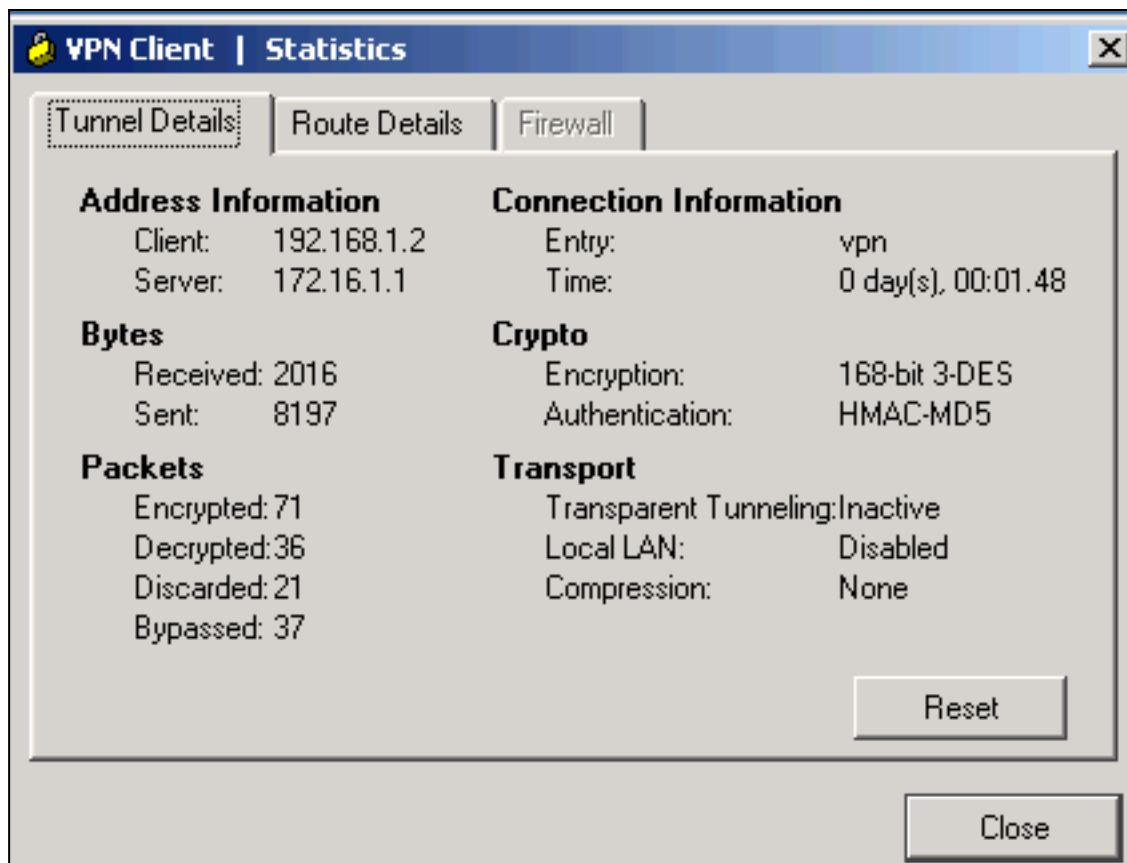 VPN Client | Statistics
Tunnel Details
Route Details
Firewall
Address Information
Client: 192.168.1.2
Server: 172.16.1.1
Connection Information
Entry: vpn
Time: 0 day(s), 00:01.48
Bytes
Received: 2016
Sent: 8197
Crypto
Encryption: 168-bit 3-DES
Authentication: HMAC-MD5
Packets
Encrypted: 71
Decrypted: 36
Discarded: 21
Bypassed: 37
Transport
Transparent Tunneling: Inactive
Local LAN: Disabled
Compression: None
Reset
Close